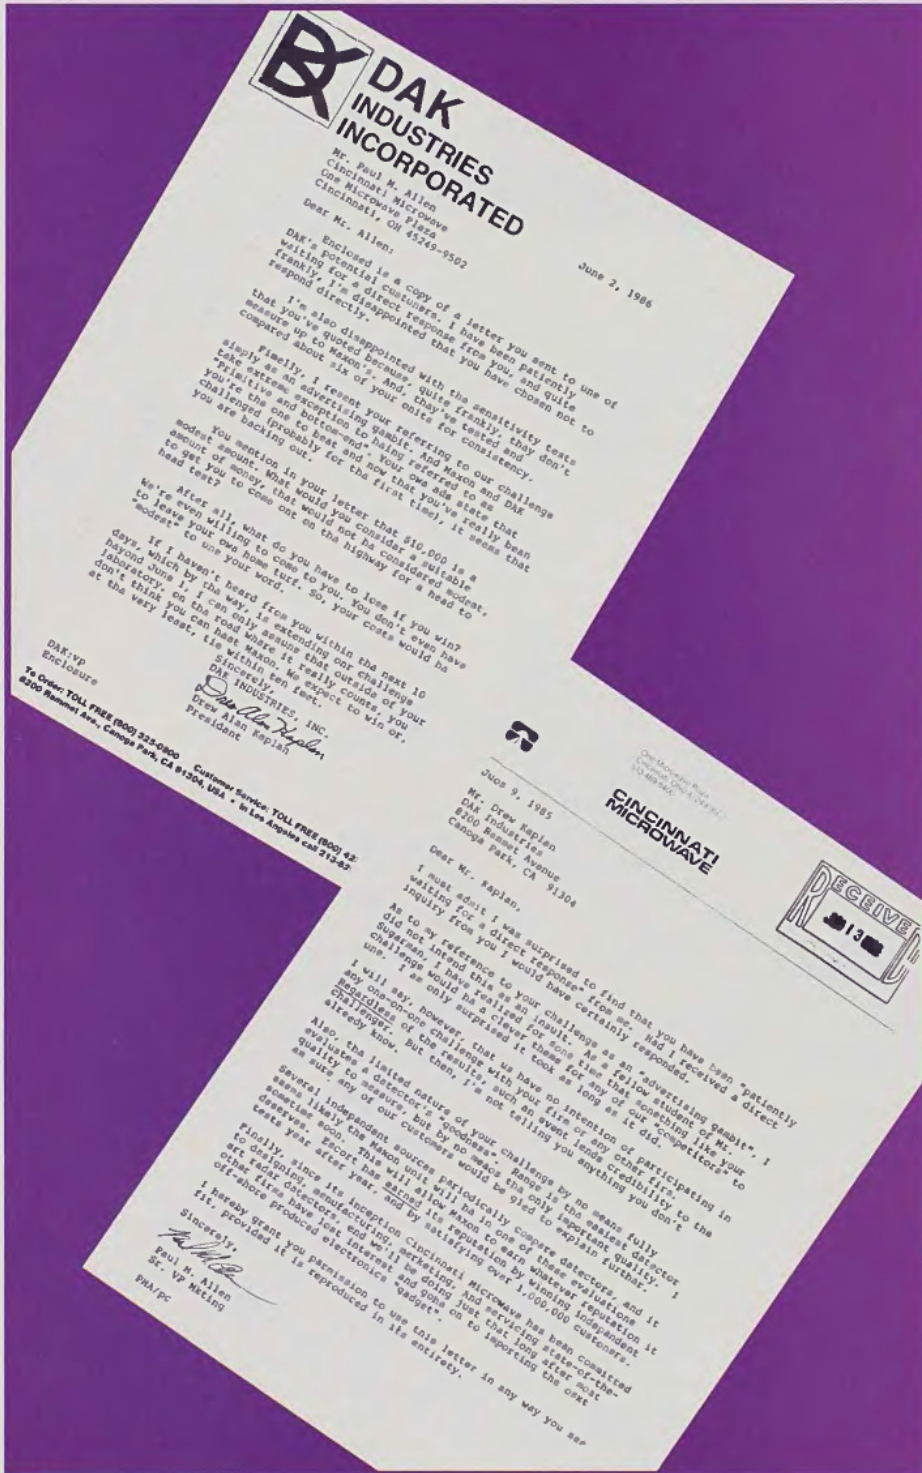 DAK
INDUSTRIES
INCORPORATED
June 2, 1986
Mr. Paul M. Allen
Cincinnati Microwave
One Microwave Plaza
Cincinnati, OH 45249-9502
Dear Mr. Allen:
Enclosed is a copy of a letter you sent to one of
DAK's potential customers. I have been patiently
waiting for a direct response from you, and quite
frankly, I'm disappointed that you have chosen not to
respond directly.
I'm also disappointed with the sensitivity tests
that you've quoted because, quite frankly, they don't
measure up to Maxon's. And, they've tested and
compared about six of your units for consistency.
Finally, I resent your referring to our challenge
simply as an advertising gambit. And Maxon and DAK
take extreme exception to being referred to as
"Primitive and bottom-end". Your own ads state that
you're the one to beat and now that you've really been
challenged (probably for the first time), it seems that
you are backing out.
You mention in your letter that $10,000 is a
modest amount. What would you consider a suitable
amount of money, that would not be considered modest,
to get you to come out on the highway for a head to
head test?
After all, what do you have to lose if you win?
We're even willing to come to you. You don't even have
to leave your own home turf. So, your costs would be
"modest" to use your word.
If I haven't heard from you within the next 10
days, which by the way, is extending our challenge
beyond June 1, I can only assume that outside of your
laboratory, on the road where it really counts, you
don't think you can beat Maxon. We expect to win or,
at the very least, tie within ten feet.
Sincerely,
DAK INDUSTRIES, INC.
Drew Alan Kaplan
Drew Alan Kaplan
President
DAK:vp
Enclosure
To Order: TOLL FREE (800) 325-0800 Customer Service: TOLL FREE (800) 42
8200 Remmet Ave., Canoga Park, CA 91304, USA • In Los Angeles call 213-
One Microwave Plaza
Cincinnati, Ohio
CINCINNATI
MICROWAVE
RECEIVED
13
June 9, 1985
Mr. Drew Kaplan
DAK Industries
8200 Remmet Avenue
Canoga Park, CA 91304
Dear Mr. Kaplan,
I must admit I was surprised to find that you have been "patiently
waiting for a direct response" from me. Had I received a direct
inquiry from you I would have certainly responded.
As to my reference to your challenge as an "advertising gambit", I
did not intend this as an insult. As a fellow student of Mr.
Sugarman, I have realized for some time that something like your
challenge would be a clever theme for any of our "competitors" to
use. I am only surprised it took as long as it did.
I will say, however, that us have no intention of participating in
any one-on-one challenge with your firm or any other firm.
Regardless of the results, such an event lends credibility to the
challenger. But then, I'm not telling you anything you don't
already know.
Also, the limited nature of your challenge by no means fully
evaluates a detector's "goodness". Range is the easiest detector
quality to measure, but by no means the only important quality. I
am sure any of our customers would be glad to explain further.
Several independent sources periodically compare detectors, and it
seems likely the Maxon unit will be in one of these evaluations
sometime soon. This will allow Maxon to earn whatever reputation it
deserves. Escort has earned its reputation by winning independent
tests year after year, and by satisfying over 1,000,000 customers.
Finally, since its inception Cincinnati Microwave has been committed
to designing, manufacturing, marketing, and servicing state-of-the-
art radar detectors, and we'll be doing just that long after most
other firms have lost interest and gone on to importing the next
off-shore produced electronics "gadget".
I hereby grant you permission to use this letter in any way you see
fit, provided it is reproduced in its entirety.
Sincerely,
Paul M. Allen
Sr. VP Mkting
PMA/pc